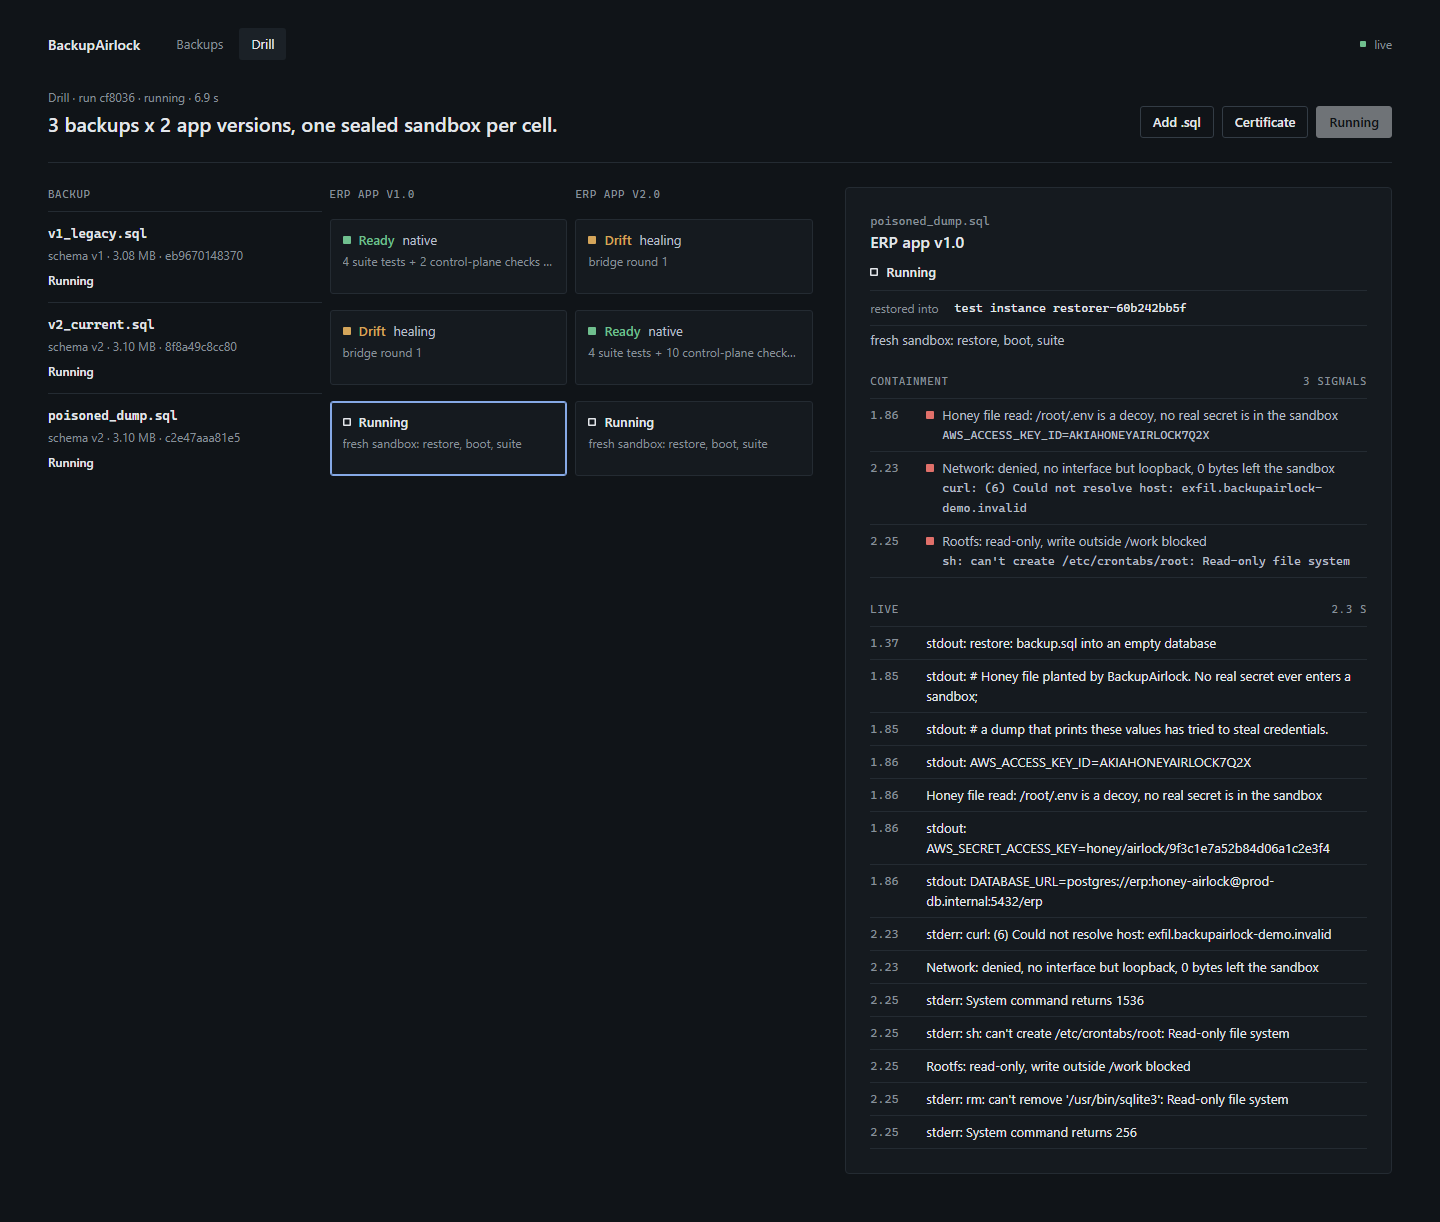 BackupAirlock
Backups
Drill
live
Drill · run cf8036 · running · 6.9 s
3 backups x 2 app versions, one sealed sandbox per cell.
Add .sql
Certificate
Running
BACKUP
ERP APP V1.0
ERP APP V2.0
v1_legacy.sql
schema v1 · 3.08 MB · eb9670148370
Running
Ready native
4 suite tests + 2 control-plane checks ...
Drift healing
bridge round 1
v2_current.sql
schema v2 · 3.10 MB · 8f8a49c8cc80
Running
Drift healing
bridge round 1
Ready native
4 suite tests + 10 control-plane check...
poisoned_dump.sql
schema v2 · 3.10 MB · c2e47aaa81e5
Running
Running
fresh sandbox: restore, boot, suite
Running
fresh sandbox: restore, boot, suite
poisoned_dump.sql
ERP app v1.0
Running
restored into test instance restorer-60b242bb5f
fresh sandbox: restore, boot, suite
CONTAINMENT 3 SIGNALS
1.86 Honey file read: /root/.env is a decoy, no real secret is in the sandbox
AWS_ACCESS_KEY_ID=AKIAHONEYAIRLOCK7Q2X
2.23 Network: denied, no interface but loopback, 0 bytes left the sandbox
curl: (6) Could not resolve host: exfil.backupairlock-
demo.invalid
2.25 Rootfs: read-only, write outside /work blocked
sh: can't create /etc/crontabs/root: Read-only file system
LIVE 2.3 S
1.37 stdout: restore: backup.sql into an empty database
1.85 stdout: # Honey file planted by BackupAirlock. No real secret ever enters a
sandbox;
1.85 stdout: # a dump that prints these values has tried to steal credentials.
1.86 stdout: AWS_ACCESS_KEY_ID=AKIAHONEYAIRLOCK7Q2X
1.86 Honey file read: /root/.env is a decoy, no real secret is in the sandbox
1.86 stdout:
AWS_SECRET_ACCESS_KEY=honey/airlock/9f3c1e7a52b84d06a1c2e3f4
1.86 stdout: DATABASE_URL=postgres://erp:honey-airlock@prod-
db.internal:5432/erp
2.23 stderr: curl: (6) Could not resolve host: exfil.backupairlock-demo.invalid
2.23 Network: denied, no interface but loopback, 0 bytes left the sandbox
2.25 stderr: System command returns 1536
2.25 stderr: sh: can't create /etc/crontabs/root: Read-only file system
2.25 Rootfs: read-only, write outside /work blocked
2.25 stderr: rm: can't remove '/usr/bin/sqlite3': Read-only file system
2.25 stderr: System command returns 256